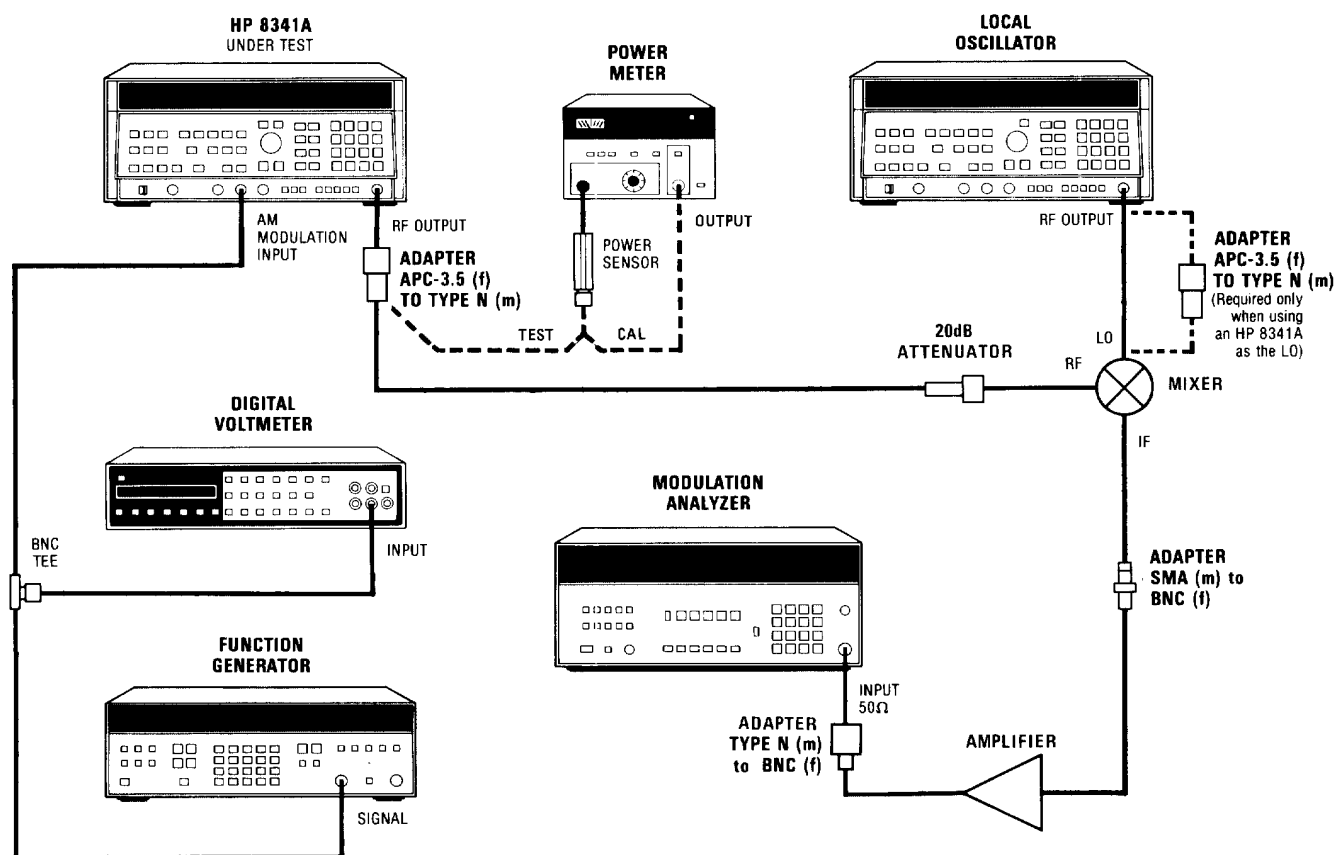 HP 8341A
UNDER TEST
POWER
METER
LOCAL
OSCILLATOR
AM
MODULATION
INPUT
RF OUTPUT
ADAPTER
APC-3.5 (f)
TO TYPE N (m)
POWER
SENSOR
OUTPUT
TEST
CAL
RF OUTPUT
ADAPTER
APC-3.5 (f)
TO TYPE N (m)
(Required only
when using
an HP 8341A
as the LO)
20dB
ATTENUATOR
LO
RF
MIXER
IF
DIGITAL
VOLTMETER
INPUT
BNC
TEE
MODULATION
ANALYZER
INPUT
50Ω
ADAPTER
SMA (m) to
BNC (f)
FUNCTION
GENERATOR
SIGNAL
ADAPTER
TYPE N (m)
to BNC (f)
AMPLIFIER